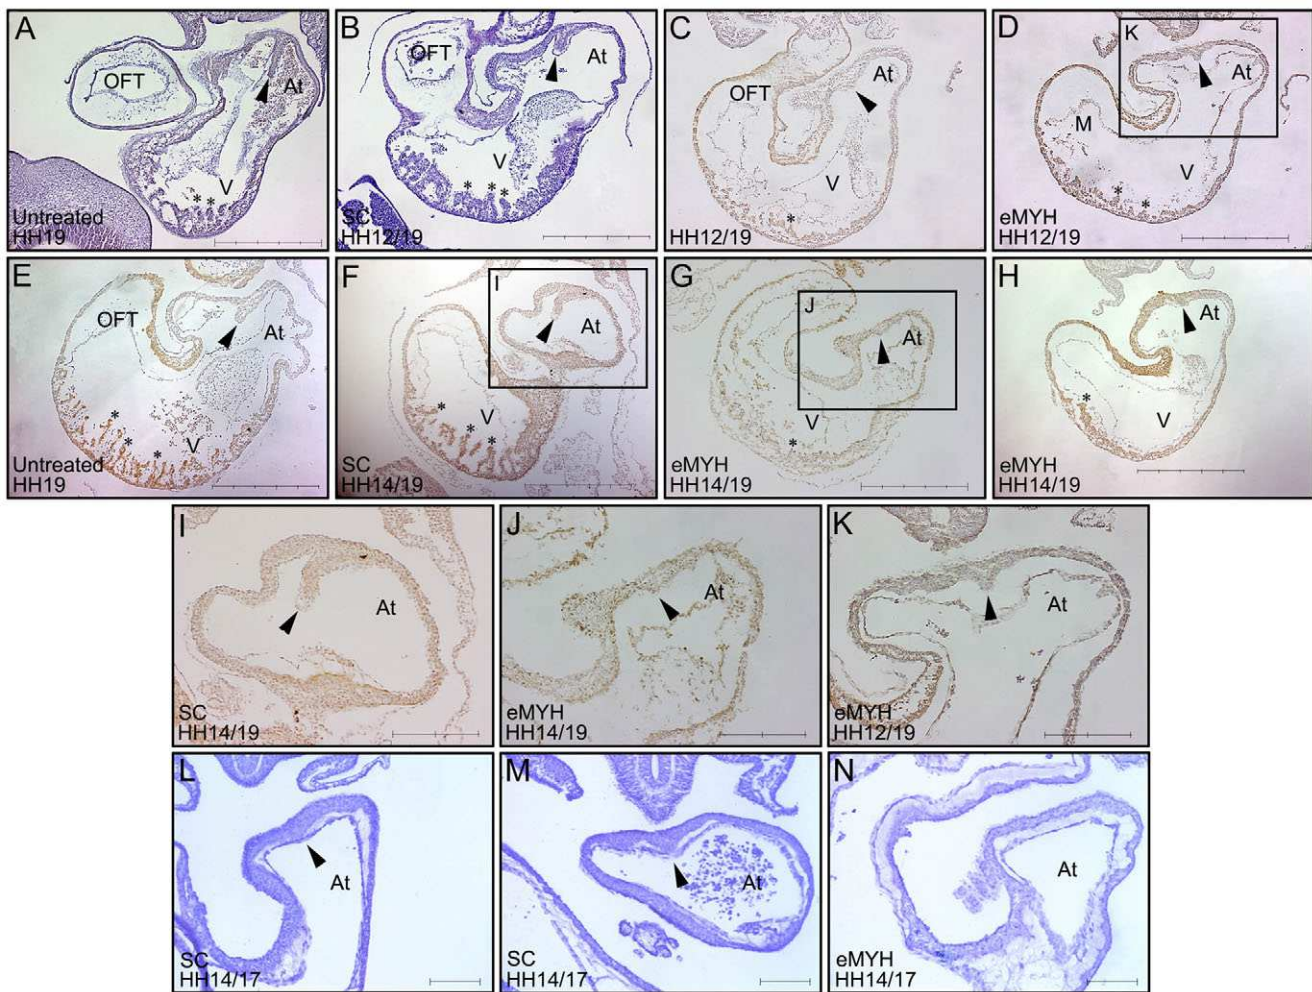 A
OFT
At
V
* *
Untreated
HH19
B
OFT
At
V
* * *
SC
HH12/19
C
OFT
At
V
*
HH12/19
D
K
At
M
V
* *
eMYH
HH12/19
E
OFT
At
*
*
*
V
Untreated
HH19
F
I
At
*
V
* *
SC
HH14/19
G
J
At
V
*
eMYH
HH14/19
H
At
*
V
eMYH
HH14/19
I
At
SC
HH14/19
J
At
eMYH
HH14/19
K
At
eMYH
HH12/19
L
At
SC
HH14/17
M
At
SC
HH14/17
N
At
eMYH
HH14/17